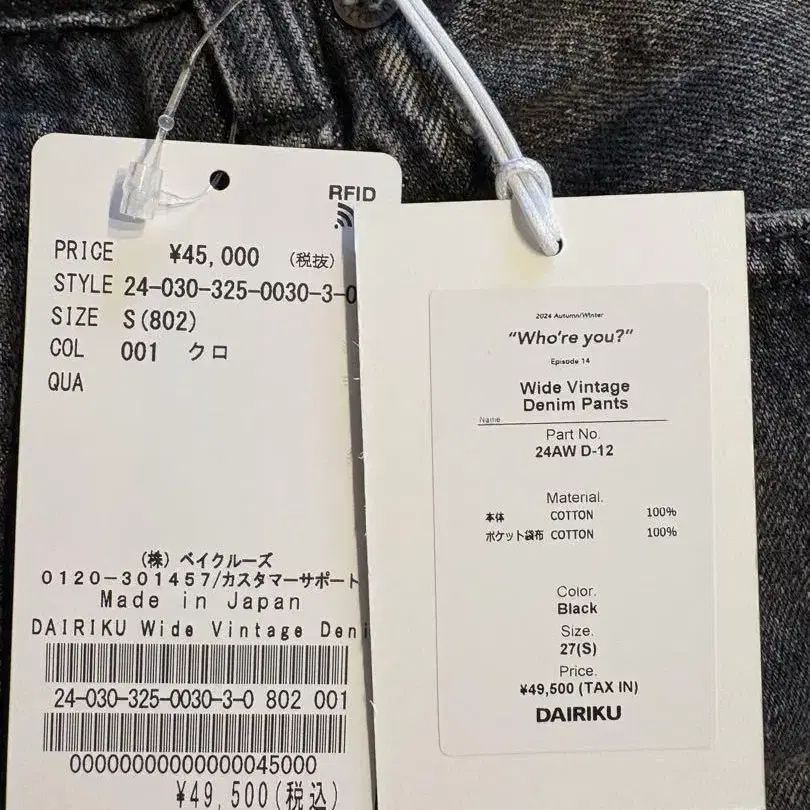 RFID
PRICE ¥45,000 (税抜)
STYLE 24-030-325-0030-3-0
SIZE S(802)
COL 001 クロ
QUA
(株) ベイクルーズ
0120-301457/カスタマーサポート
Made in Japan
DAIRIKU Wide Vintage Deni
24-030-325-0030-3-0 802 001
00000000000000045000
¥49,500(税込)
2024 Autumn/Winter
“Who're you?”
Episode 14
Wide Vintage
Denim Pants
Name
Part No.
24AW D-12
Material.
本体 COTTON 100%
ポケット袋布 COTTON 100%
Color.
Black
Size.
27(S)
Price.
¥49,500 (TAX IN)
DAIRIKU